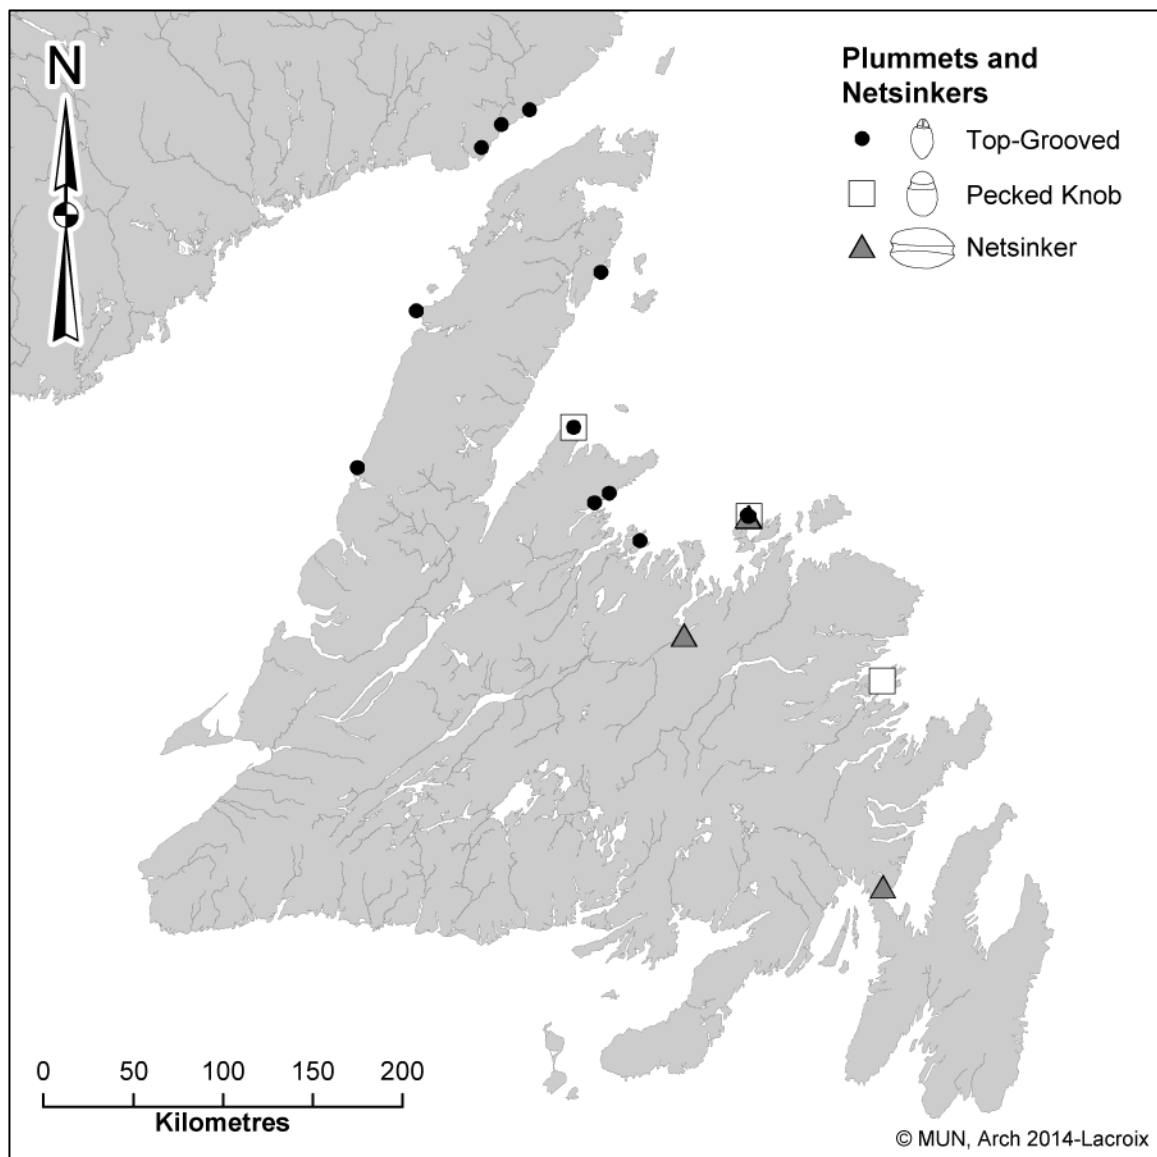 N
Plummets and
Netsinkers
Top-Grooved
Pecked Knob
Netsinker
0 50 100 150 200
Kilometres
© MUN, Arch 2014-Lacroix